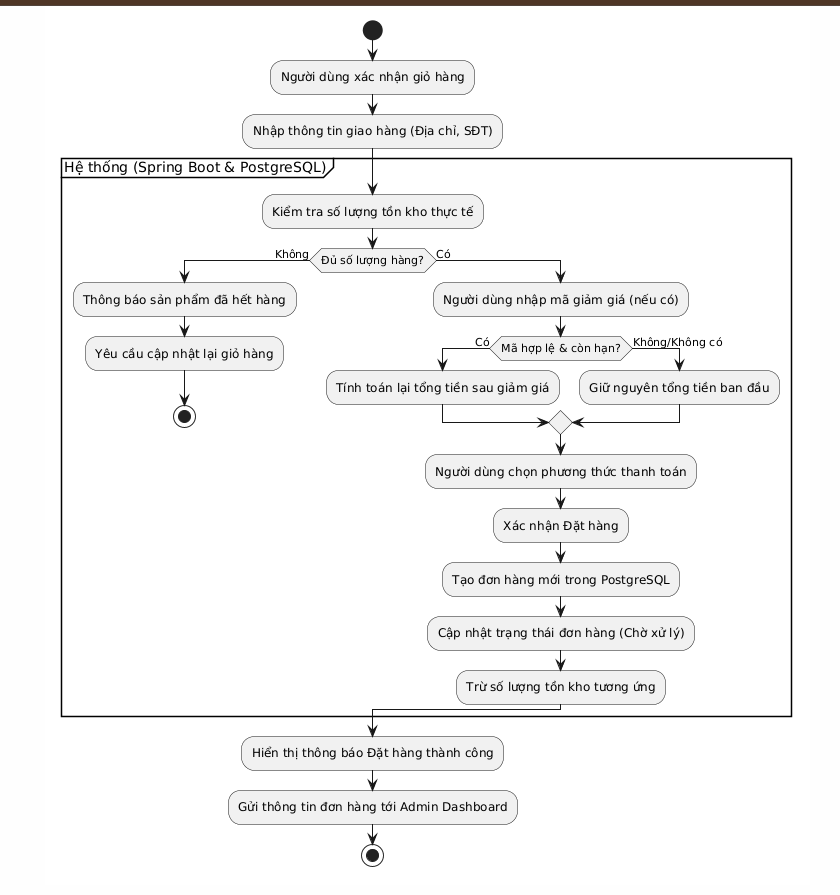 Người dùng xác nhận giỏ hàng
Nhập thông tin giao hàng (Địa chỉ, SĐT)
Hệ thống (Spring Boot & PostgreSQL)
Kiểm tra số lượng tồn kho thực tế
Đủ số lượng hàng?
Không
Có
Thông báo sản phẩm đã hết hàng
Yêu cầu cập nhật lại giỏ hàng
Người dùng nhập mã giảm giá (nếu có)
Mã hợp lệ & còn hạn?
Có
Không/Không có
Tính toán lại tổng tiền sau giảm giá
Giữ nguyên tổng tiền ban đầu
Người dùng chọn phương thức thanh toán
Xác nhận Đặt hàng
Tạo đơn hàng mới trong PostgreSQL
Cập nhật trạng thái đơn hàng (Chờ xử lý)
Trừ số lượng tồn kho tương ứng
Hiển thị thông báo Đặt hàng thành công
Gửi thông tin đơn hàng tới Admin Dashboard